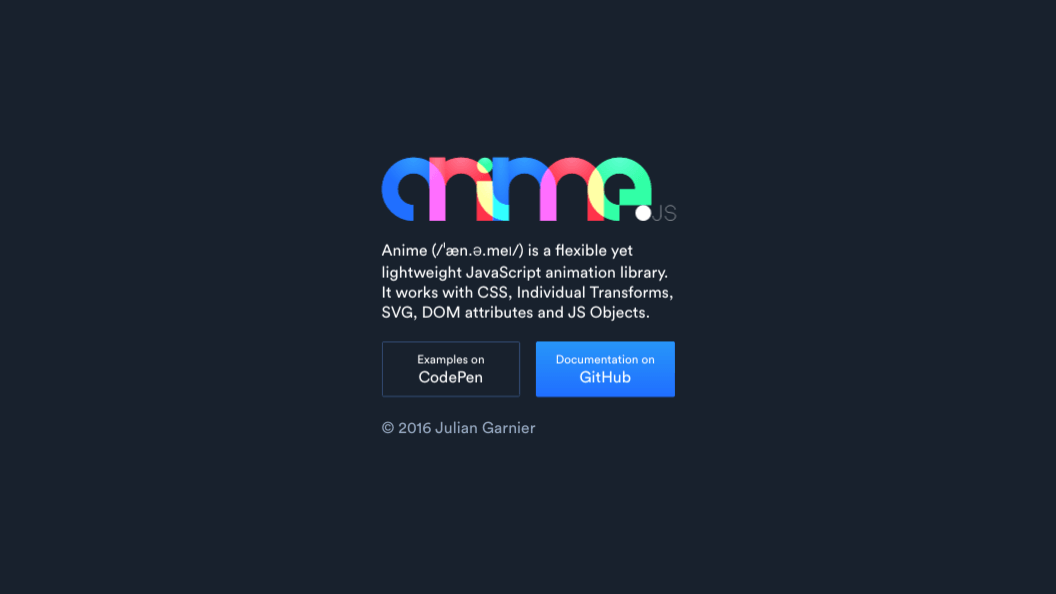 anime.JS
Anime (/ˈæn.ə.meɪ/) is a flexible yet
lightweight JavaScript animation library.
It works with CSS, Individual Transforms,
SVG, DOM attributes and JS Objects.
Examples on
CodePen
Documentation on
GitHub
© 2016 Julian Garnier